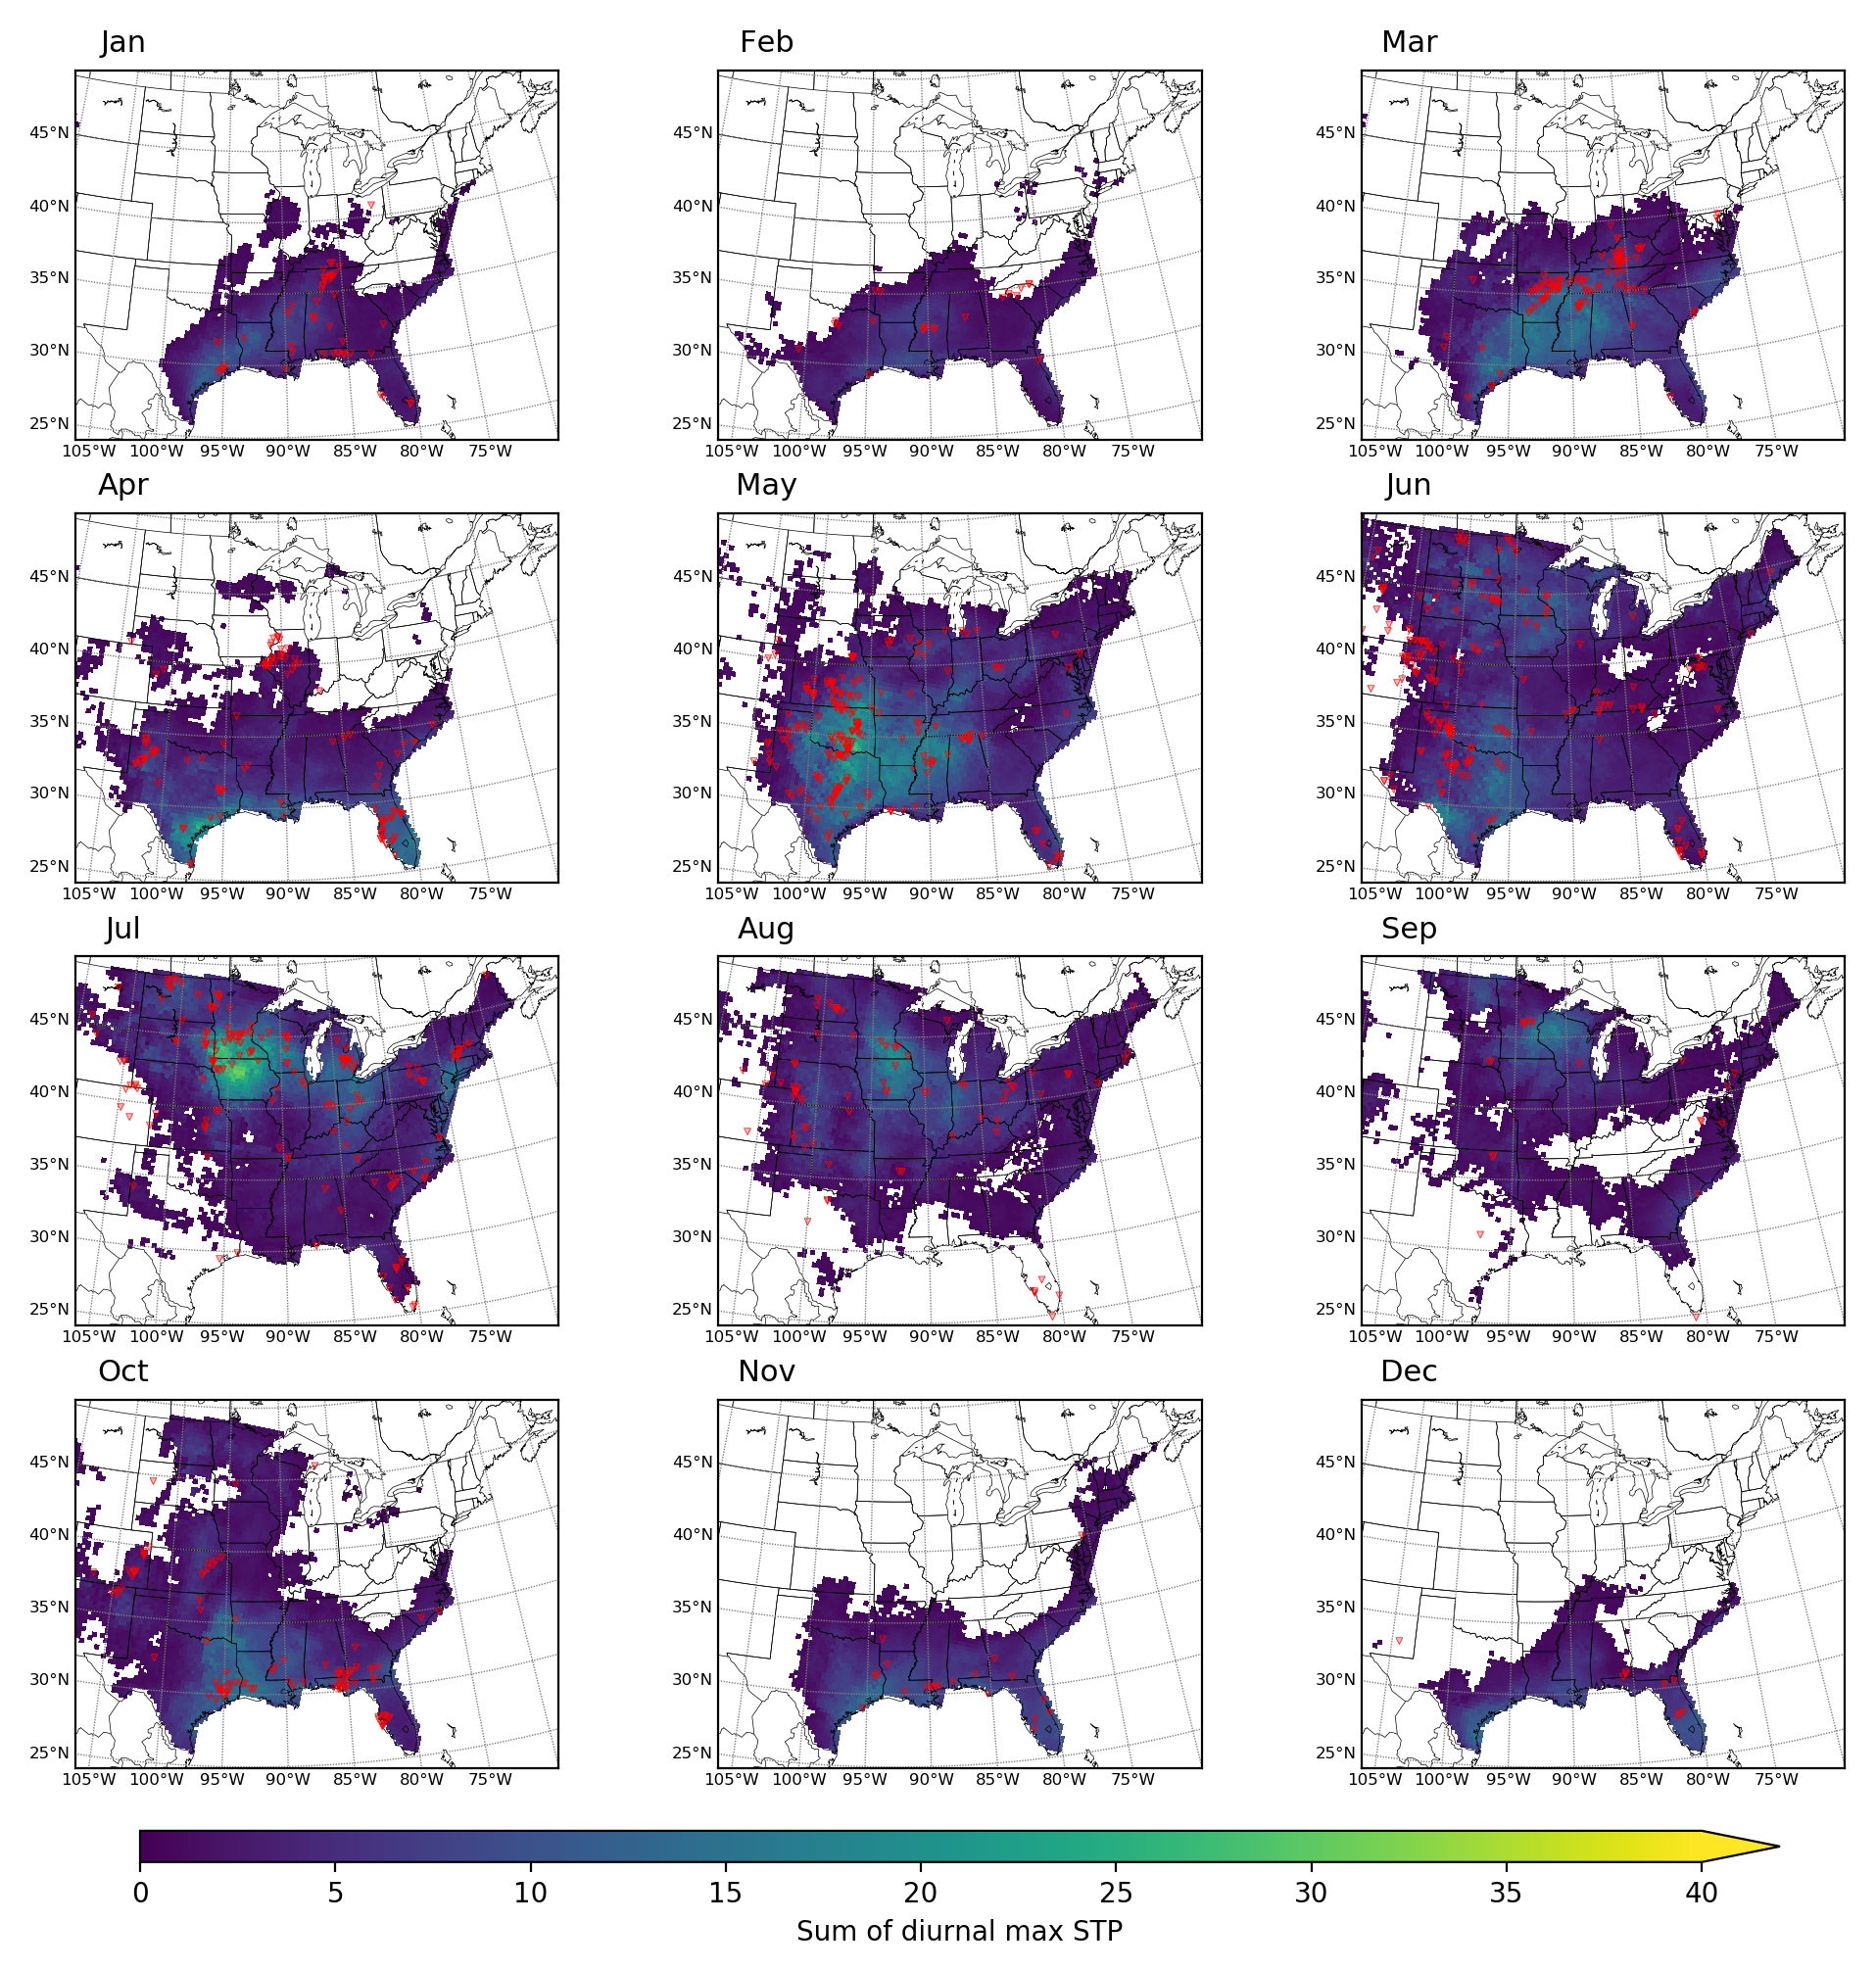 Jan Feb Mar
45°N 45°N 45°N
40°N 40°N 40°N
35°N 35°N 35°N
30°N 30°N 30°N
25°N 25°N 25°N
105°W 100°W 95°W 90°W 85°W 80°W 75°W 105°W 100°W 95°W 90°W 85°W 80°W 75°W 105°W 100°W 95°W 90°W 85°W 80°W 75°W
Apr May Jun
45°N 45°N 45°N
40°N 40°N 40°N
35°N 35°N 35°N
30°N 30°N 30°N
25°N 25°N 25°N
105°W 100°W 95°W 90°W 85°W 80°W 75°W 105°W 100°W 95°W 90°W 85°W 80°W 75°W 105°W 100°W 95°W 90°W 85°W 80°W 75°W
Jul Aug Sep
45°N 45°N 45°N
40°N 40°N 40°N
35°N 35°N 35°N
30°N 30°N 30°N
25°N 25°N 25°N
105°W 100°W 95°W 90°W 85°W 80°W 75°W 105°W 100°W 95°W 90°W 85°W 80°W 75°W 105°W 100°W 95°W 90°W 85°W 80°W 75°W
Oct Nov Dec
45°N 45°N 45°N
40°N 40°N 40°N
35°N 35°N 35°N
30°N 30°N 30°N
25°N 25°N 25°N
105°W 100°W 95°W 90°W 85°W 80°W 75°W 105°W 100°W 95°W 90°W 85°W 80°W 75°W 105°W 100°W 95°W 90°W 85°W 80°W 75°W
0 5 10 15 20 25 30 35 40
Sum of diurnal max STP